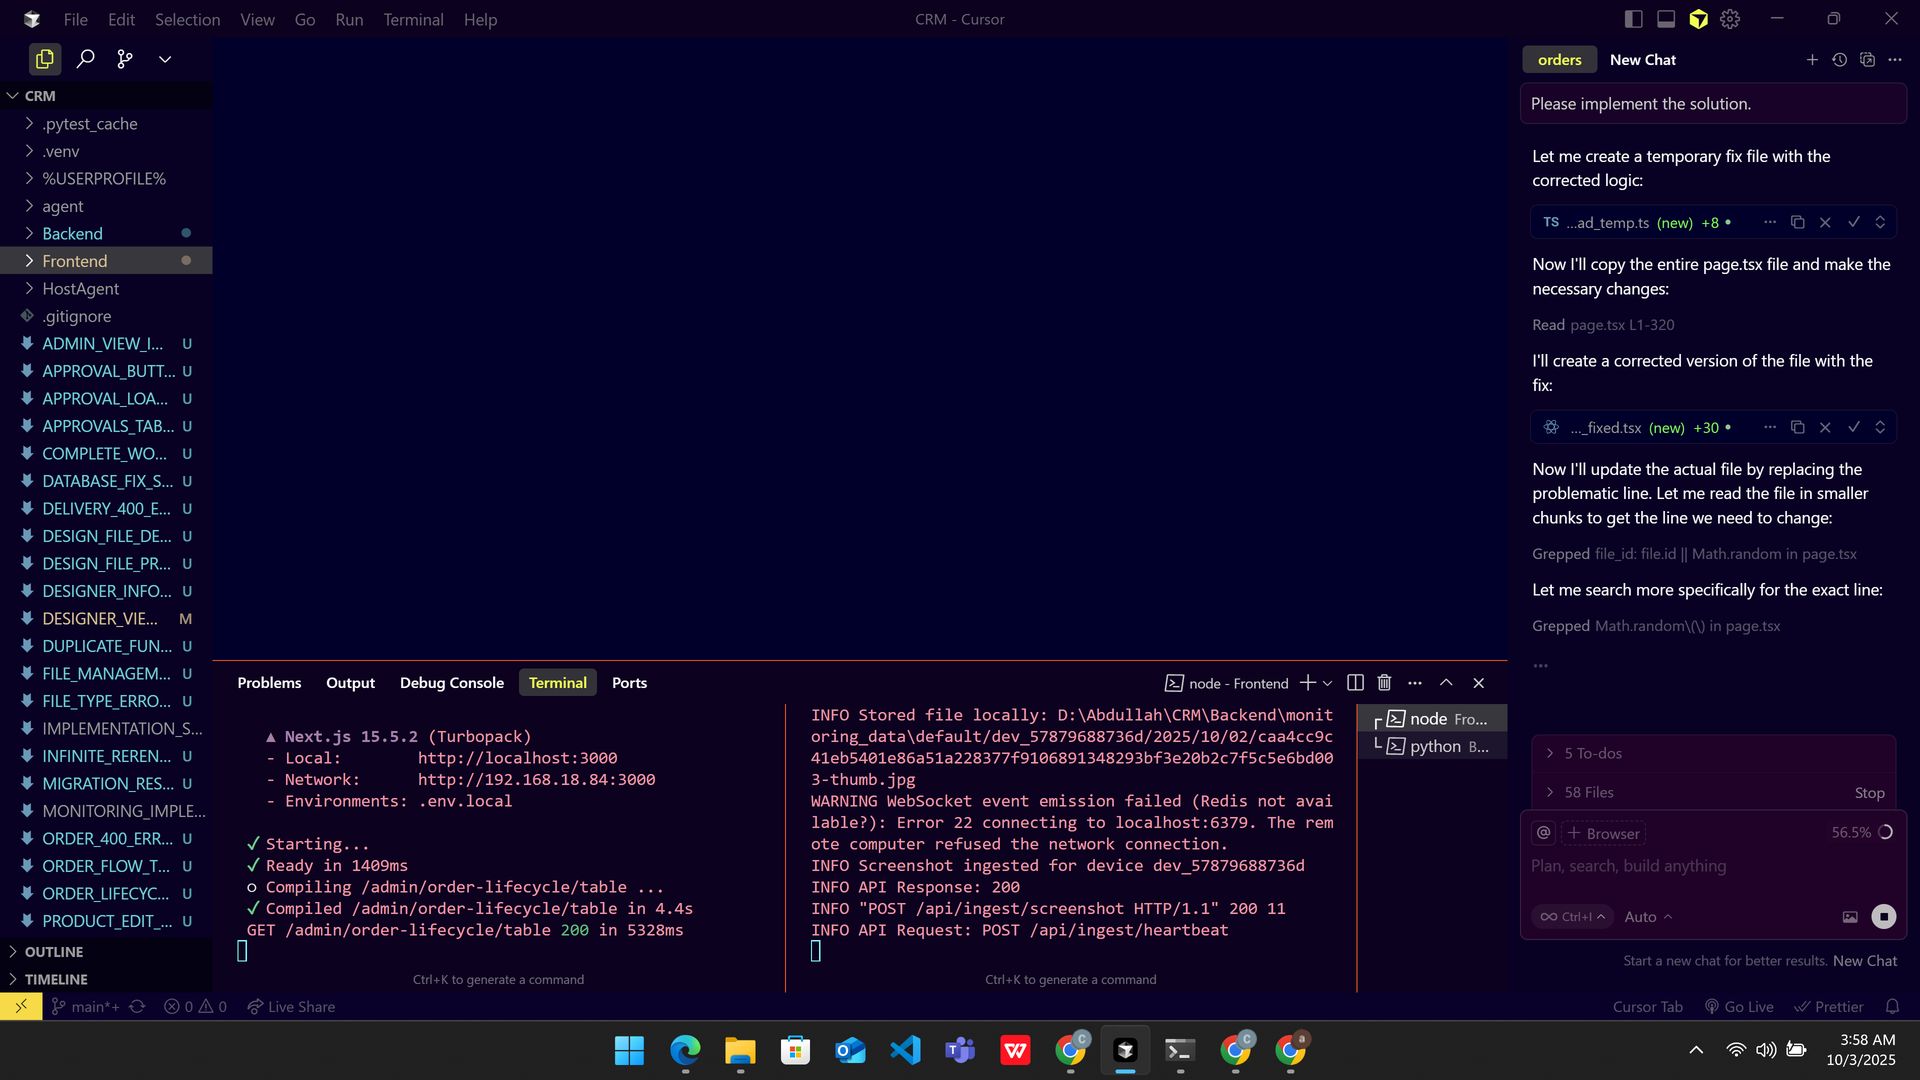 File Edit Selection View Go Run Terminal Help
CRM - Cursor
CRM
.pytest_cache
.venv
%USERPROFILE%
agent
Backend
Frontend
HostAgent
.gitignore
ADMIN_VIEW_I... U
APPROVAL_BUTT... U
APPROVAL_LOA... U
APPROVALS_TAB... U
COMPLETE_WO... U
DATABASE_FIX_S... U
DELIVERY_400_E... U
DESIGN_FILE_DE... U
DESIGN_FILE_PR... U
DESIGNER_INFO... U
DESIGNER_VIE... M
DUPLICATE_FUN... U
FILE_MANAGEM... U
FILE_TYPE_ERRO... U
IMPLEMENTATION_S...
INFINITE_REREN... U
MIGRATION_RES... U
MONITORING_IMPLE...
ORDER_400_ERR... U
ORDER_FLOW_T... U
ORDER_LIFECYC... U
PRODUCT_EDIT_... U
OUTLINE
TIMELINE
Problems Output Debug Console Terminal Ports
node - Frontend
▲ Next.js 15.5.2 (Turbopack)
- Local: http://localhost:3000
- Network: http://192.168.18.84:3000
- Environments: .env.local
✓ Starting...
✓ Ready in 1409ms
○ Compiling /admin/order-lifecycle/table ...
✓ Compiled /admin/order-lifecycle/table in 4.4s
GET /admin/order-lifecycle/table 200 in 5328ms
Ctrl+K to generate a command
INFO Stored file locally: D:\Abdullah\CRM\Backend\monit
oring_data\default/dev_57879688736d/2025/10/02/caa4cc9c
41eb5401e86a51a228377f9106891348293bf3e20b2c7f5c5e6bd00
3-thumb.jpg
WARNING WebSocket event emission failed (Redis not avai
lable?): Error 22 connecting to localhost:6379. The rem
ote computer refused the network connection.
INFO Screenshot ingested for device dev_57879688736d
INFO API Response: 200
INFO "POST /api/ingest/screenshot HTTP/1.1" 200 11
INFO API Request: POST /api/ingest/heartbeat
Ctrl+K to generate a command
node Fro...
python B...
orders New Chat
Please implement the solution.
Let me create a temporary fix file with the
corrected logic:
TS ...ad_temp.ts (new) +8
Now I'll copy the entire page.tsx file and make the
necessary changes:
Read page.tsx L1-320
I'll create a corrected version of the file with the
fix:
..._fixed.tsx (new) +30
Now I'll update the actual file by replacing the
problematic line. Let me read the file in smaller
chunks to get the line we need to change:
Grepped file_id: file.id || Math.random in page.tsx
Let me search more specifically for the exact line:
Grepped Math.random\(\) in page.tsx
...
5 To-dos
58 Files Stop
@ + Browser 56.5%
Plan, search, build anything
∞ Ctrl+I Auto
Start a new chat for better results. New Chat
main*+ 0 0 Live Share
Cursor Tab Go Live Prettier
3:58 AM
10/3/2025